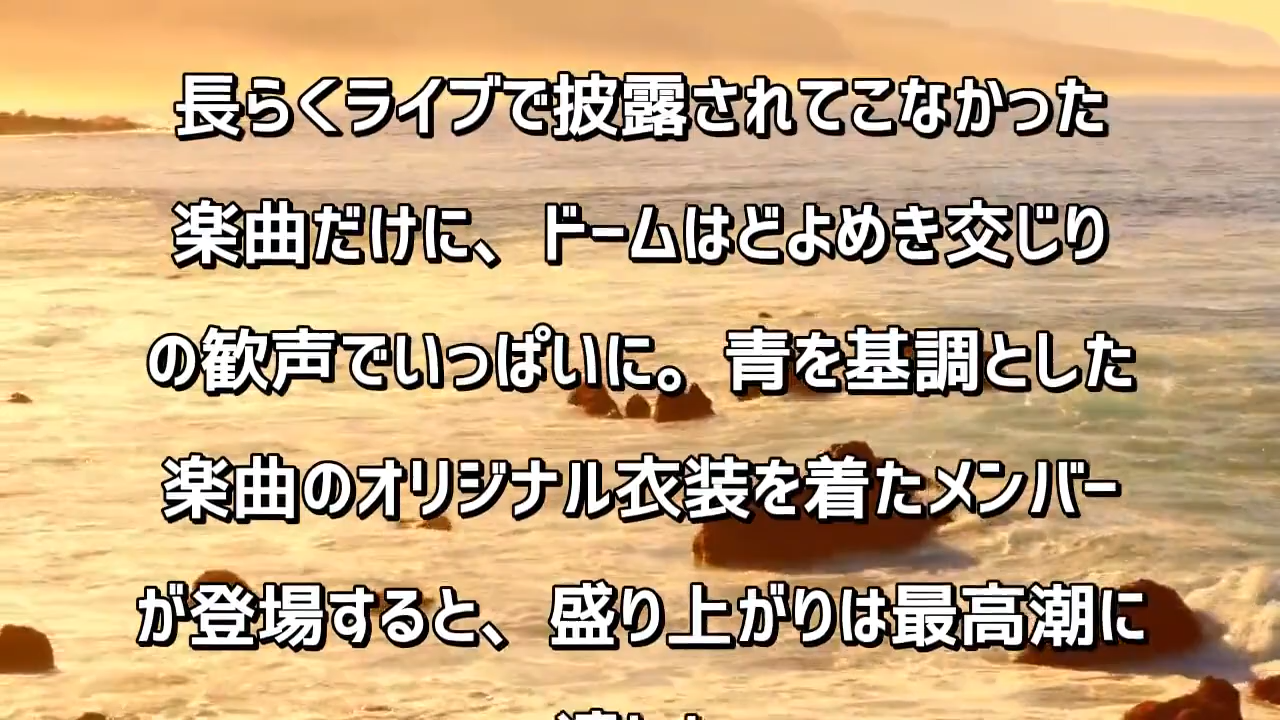 長らくライブで披露されてこなかった
楽曲だけに、ドームはどよめき交じり
の歓声でいっぱいに。青を基調とした
楽曲のオリジナル衣装を着たメンバー
が登場すると、盛り上がりは最高潮に